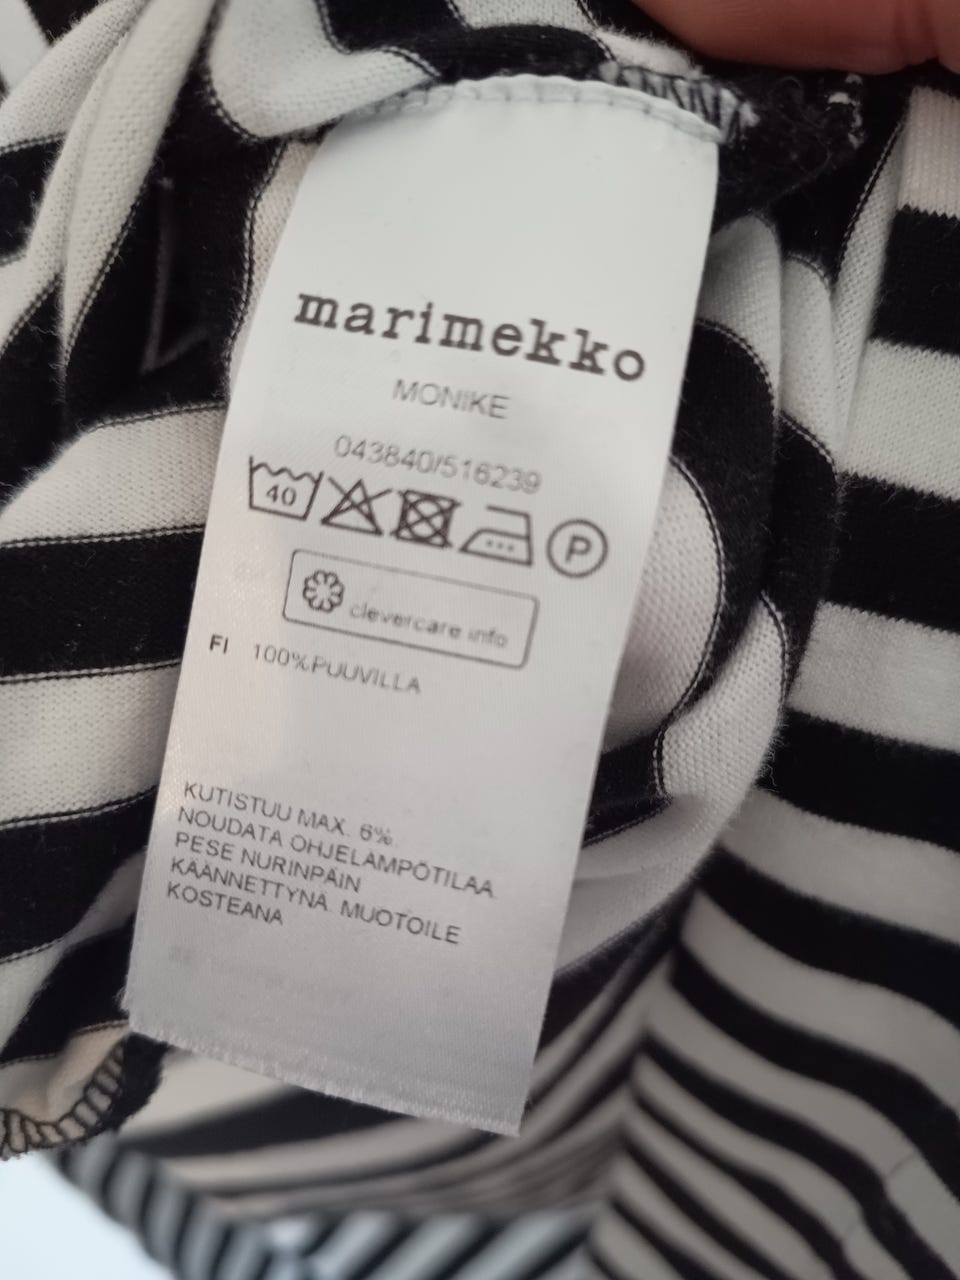 marimekko
MONIKE
043840/516239
40
P
clevercare info
FI 100%PUUVILLA
KUTISTUU MAX. 6%.
NOUDATA OHJELÄMPÖTILAA.
PESE NURINPÄIN
KÄÄNNETTYNÄ. MUOTOILE
KOSTEANA